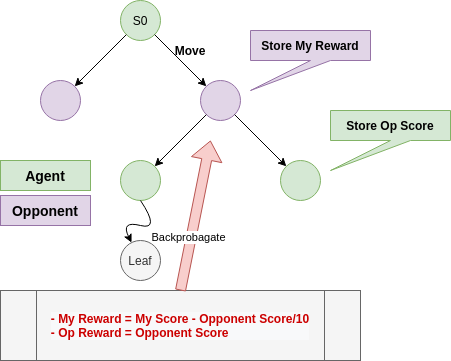 S0
Move
Store My Reward
Store Op Score
Agent
Opponent
Backprobagate
Leaf
- My Reward = My Score - Opponent Score/10
- Op Reward = Opponent Score